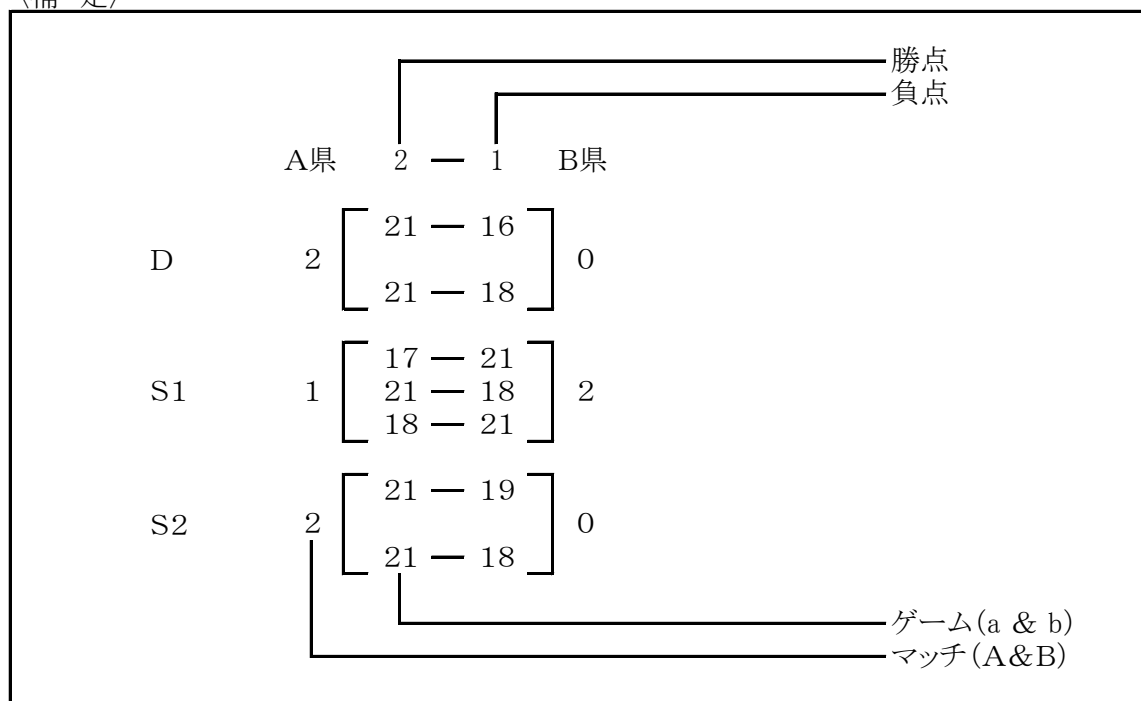 勝点
負点
A県 2 — 1 B県
21 — 16
D 2 0
21 — 18
17 — 21
S1 1 21 — 18 2
18 — 21
21 — 19
S2 2 0
21 — 18
ゲーム(a & b)
マッチ(A&B)